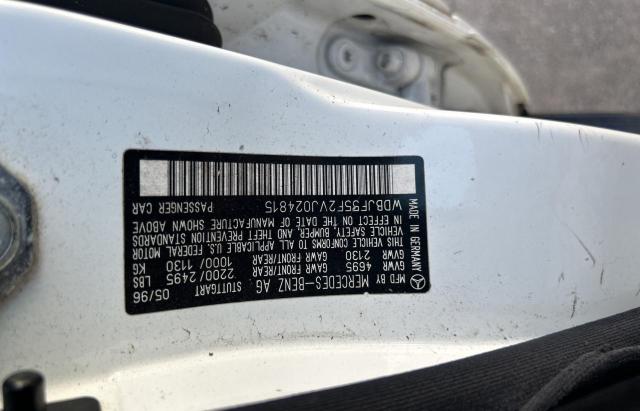 MFD BY MERCEDES-BENZ AG STUTTGART 05/96
GVWR 4695 GAWR FRONT/REAR 2200/2495 LBS
GVWR 2130 GAWR FRONT/REAR 1000/1130 KG
MADE IN GERMANY
THIS VEHICLE CONFORMS TO ALL APPLICABLE U.S. FEDERAL MOTOR
VEHICLE SAFETY, BUMPER, AND THEFT PREVENTION STANDARDS
IN EFFECT ON THE DATE OF MANUFACTURE SHOWN ABOVE
WDBJF55F2VJ024815 PASSENGER CAR